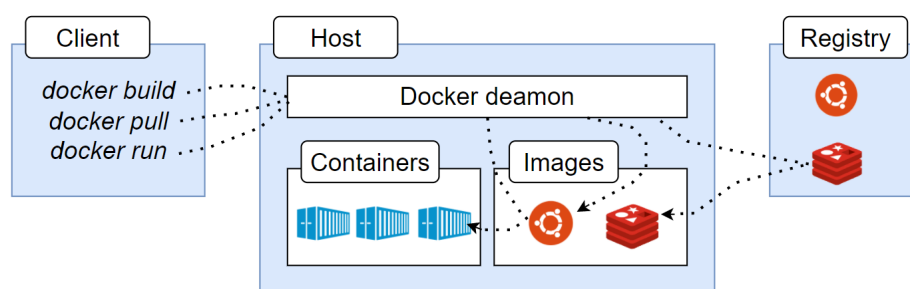 Client
Host
Registry
docker build
docker pull
docker run
Docker deamon
Containers
Images